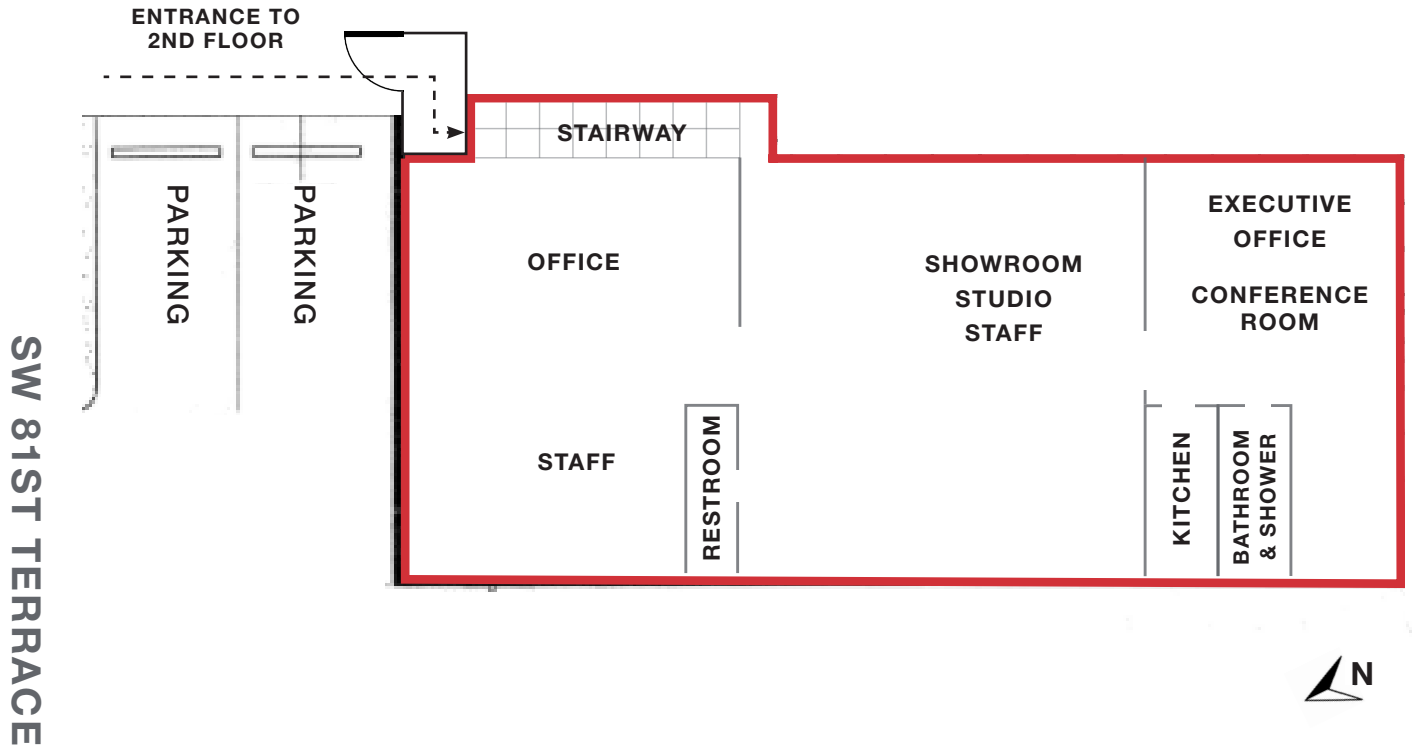 ENTRANCE TO
2ND FLOOR
STAIRWAY
PARKING
PARKING
OFFICE
SHOWROOM
STUDIO
STAFF
EXECUTIVE
OFFICE
CONFERENCE
ROOM
STAFF
RESTROOM
KITCHEN
BATHROOM
& SHOWER
SW 81ST TERRACE
N